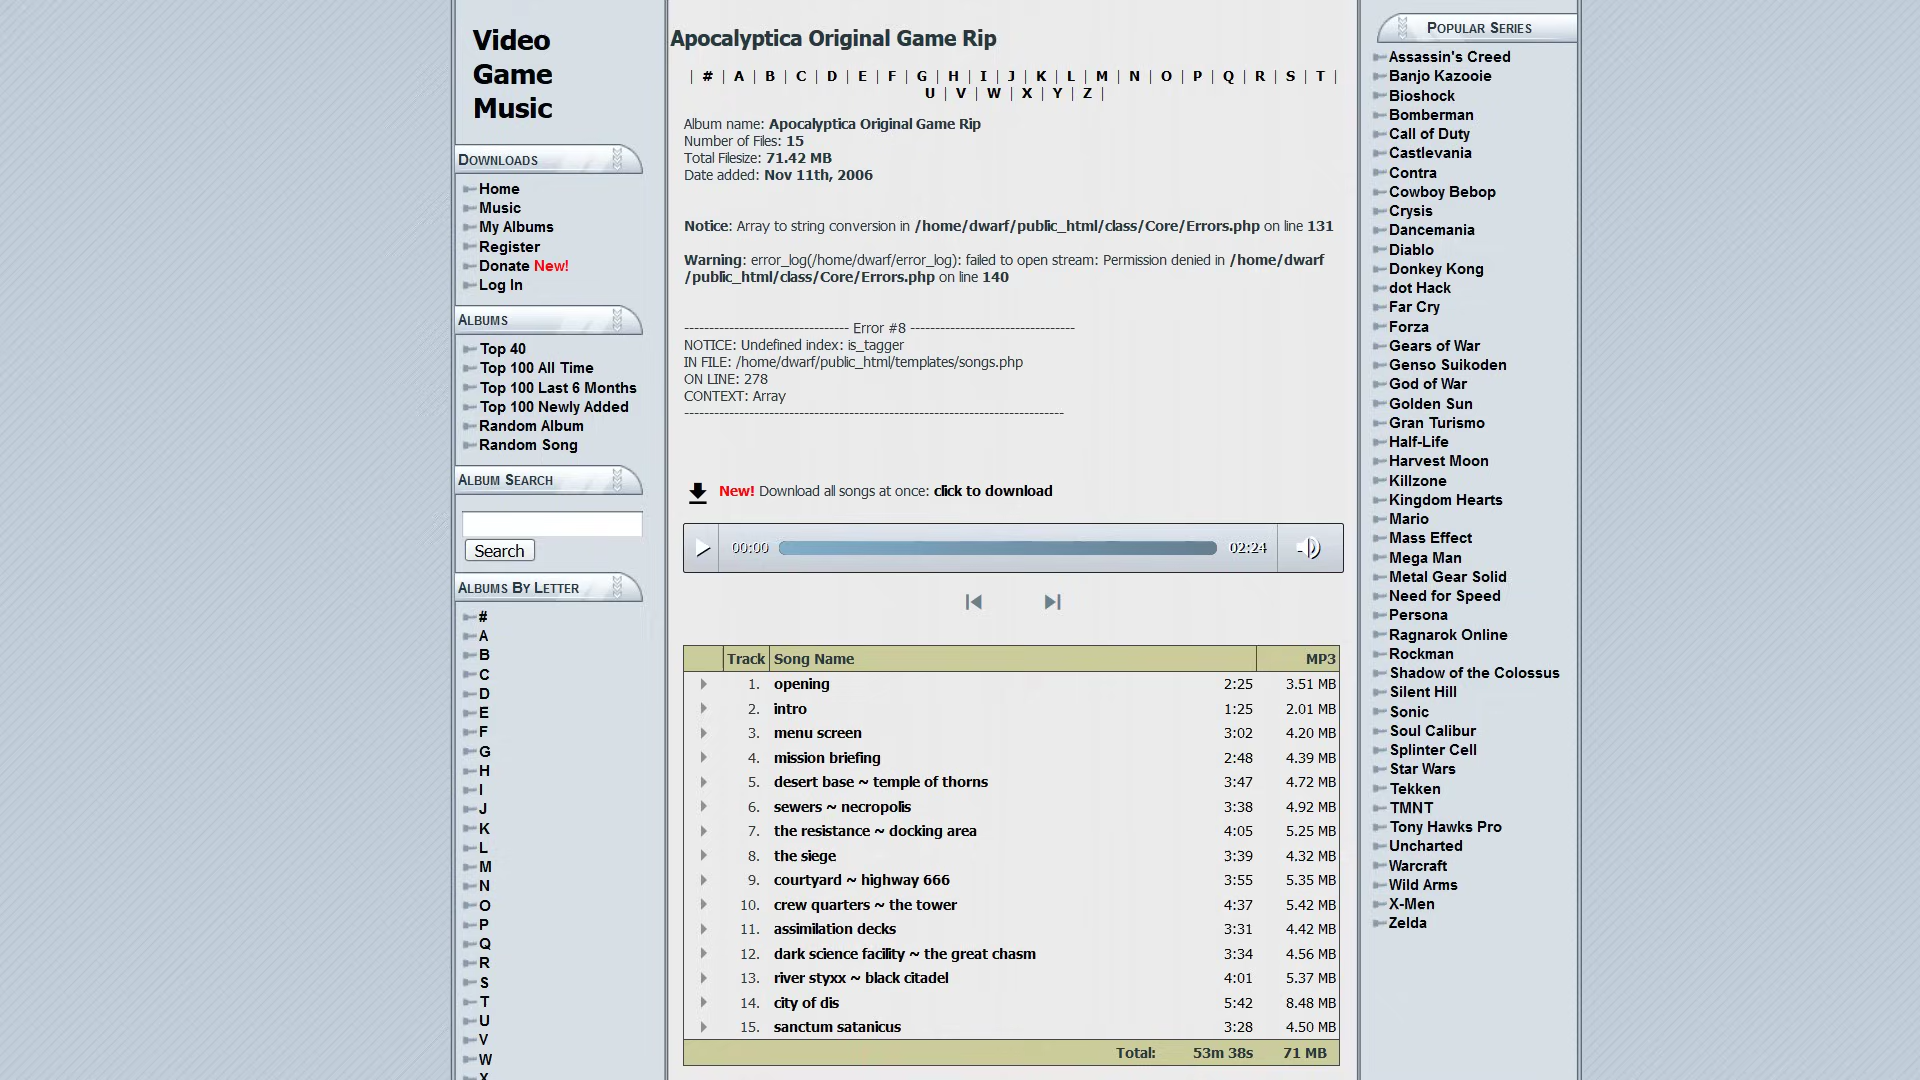 Video
Game
Music
Downloads
Home
Music
My Albums
Register
Donate New!
Log In
Albums
Top 40
Top 100 All Time
Top 100 Last 6 Months
Top 100 Newly Added
Random Album
Random Song
Album Search
Search
Albums By Letter
#
A
B
C
D
E
F
G
H
I
J
K
L
M
N
O
P
Q
R
S
T
U
V
W
X
Apocalyptica Original Game Rip
| # | A | B | C | D | E | F | G | H | I | J | K | L | M | N | O | P | Q | R | S | T |
U | V | W | X | Y | Z |
Album name: Apocalyptica Original Game Rip
Number of Files: 15
Total Filesize: 71.42 MB
Date added: Nov 11th, 2006
Notice: Array to string conversion in /home/dwarf/public_html/class/Core/Errors.php on line 131
Warning: error_log(/home/dwarf/error_log): failed to open stream: Permission denied in /home/dwarf
/public_html/class/Core/Errors.php on line 140
--------------------------------- Error #8 ---------------------------------
NOTICE: Undefined index: is_tagger
IN FILE: /home/dwarf/public_html/templates/songs.php
ON LINE: 278
CONTEXT: Array
----------------------------------------------------------------------------
New! Download all songs at once: click to download
00:00 02:24
Track Song Name MP3
1. opening 2:25 3.51 MB
2. intro 1:25 2.01 MB
3. menu screen 3:02 4.20 MB
4. mission briefing 2:48 4.39 MB
5. desert base ~ temple of thorns 3:47 4.72 MB
6. sewers ~ necropolis 3:38 4.92 MB
7. the resistance ~ docking area 4:05 5.25 MB
8. the siege 3:39 4.32 MB
9. courtyard ~ highway 666 3:55 5.35 MB
10. crew quarters ~ the tower 4:37 5.42 MB
11. assimilation decks 3:31 4.42 MB
12. dark science facility ~ the great chasm 3:34 4.56 MB
13. river styxx ~ black citadel 4:01 5.37 MB
14. city of dis 5:42 8.48 MB
15. sanctum satanicus 3:28 4.50 MB
Total: 53m 38s 71 MB
Popular Series
Assassin's Creed
Banjo Kazooie
Bioshock
Bomberman
Call of Duty
Castlevania
Contra
Cowboy Bebop
Crysis
Dancemania
Diablo
Donkey Kong
dot Hack
Far Cry
Forza
Gears of War
Genso Suikoden
God of War
Golden Sun
Gran Turismo
Half-Life
Harvest Moon
Killzone
Kingdom Hearts
Mario
Mass Effect
Mega Man
Metal Gear Solid
Need for Speed
Persona
Ragnarok Online
Rockman
Shadow of the Colossus
Silent Hill
Sonic
Soul Calibur
Splinter Cell
Star Wars
Tekken
TMNT
Tony Hawks Pro
Uncharted
Warcraft
Wild Arms
X-Men
Zelda